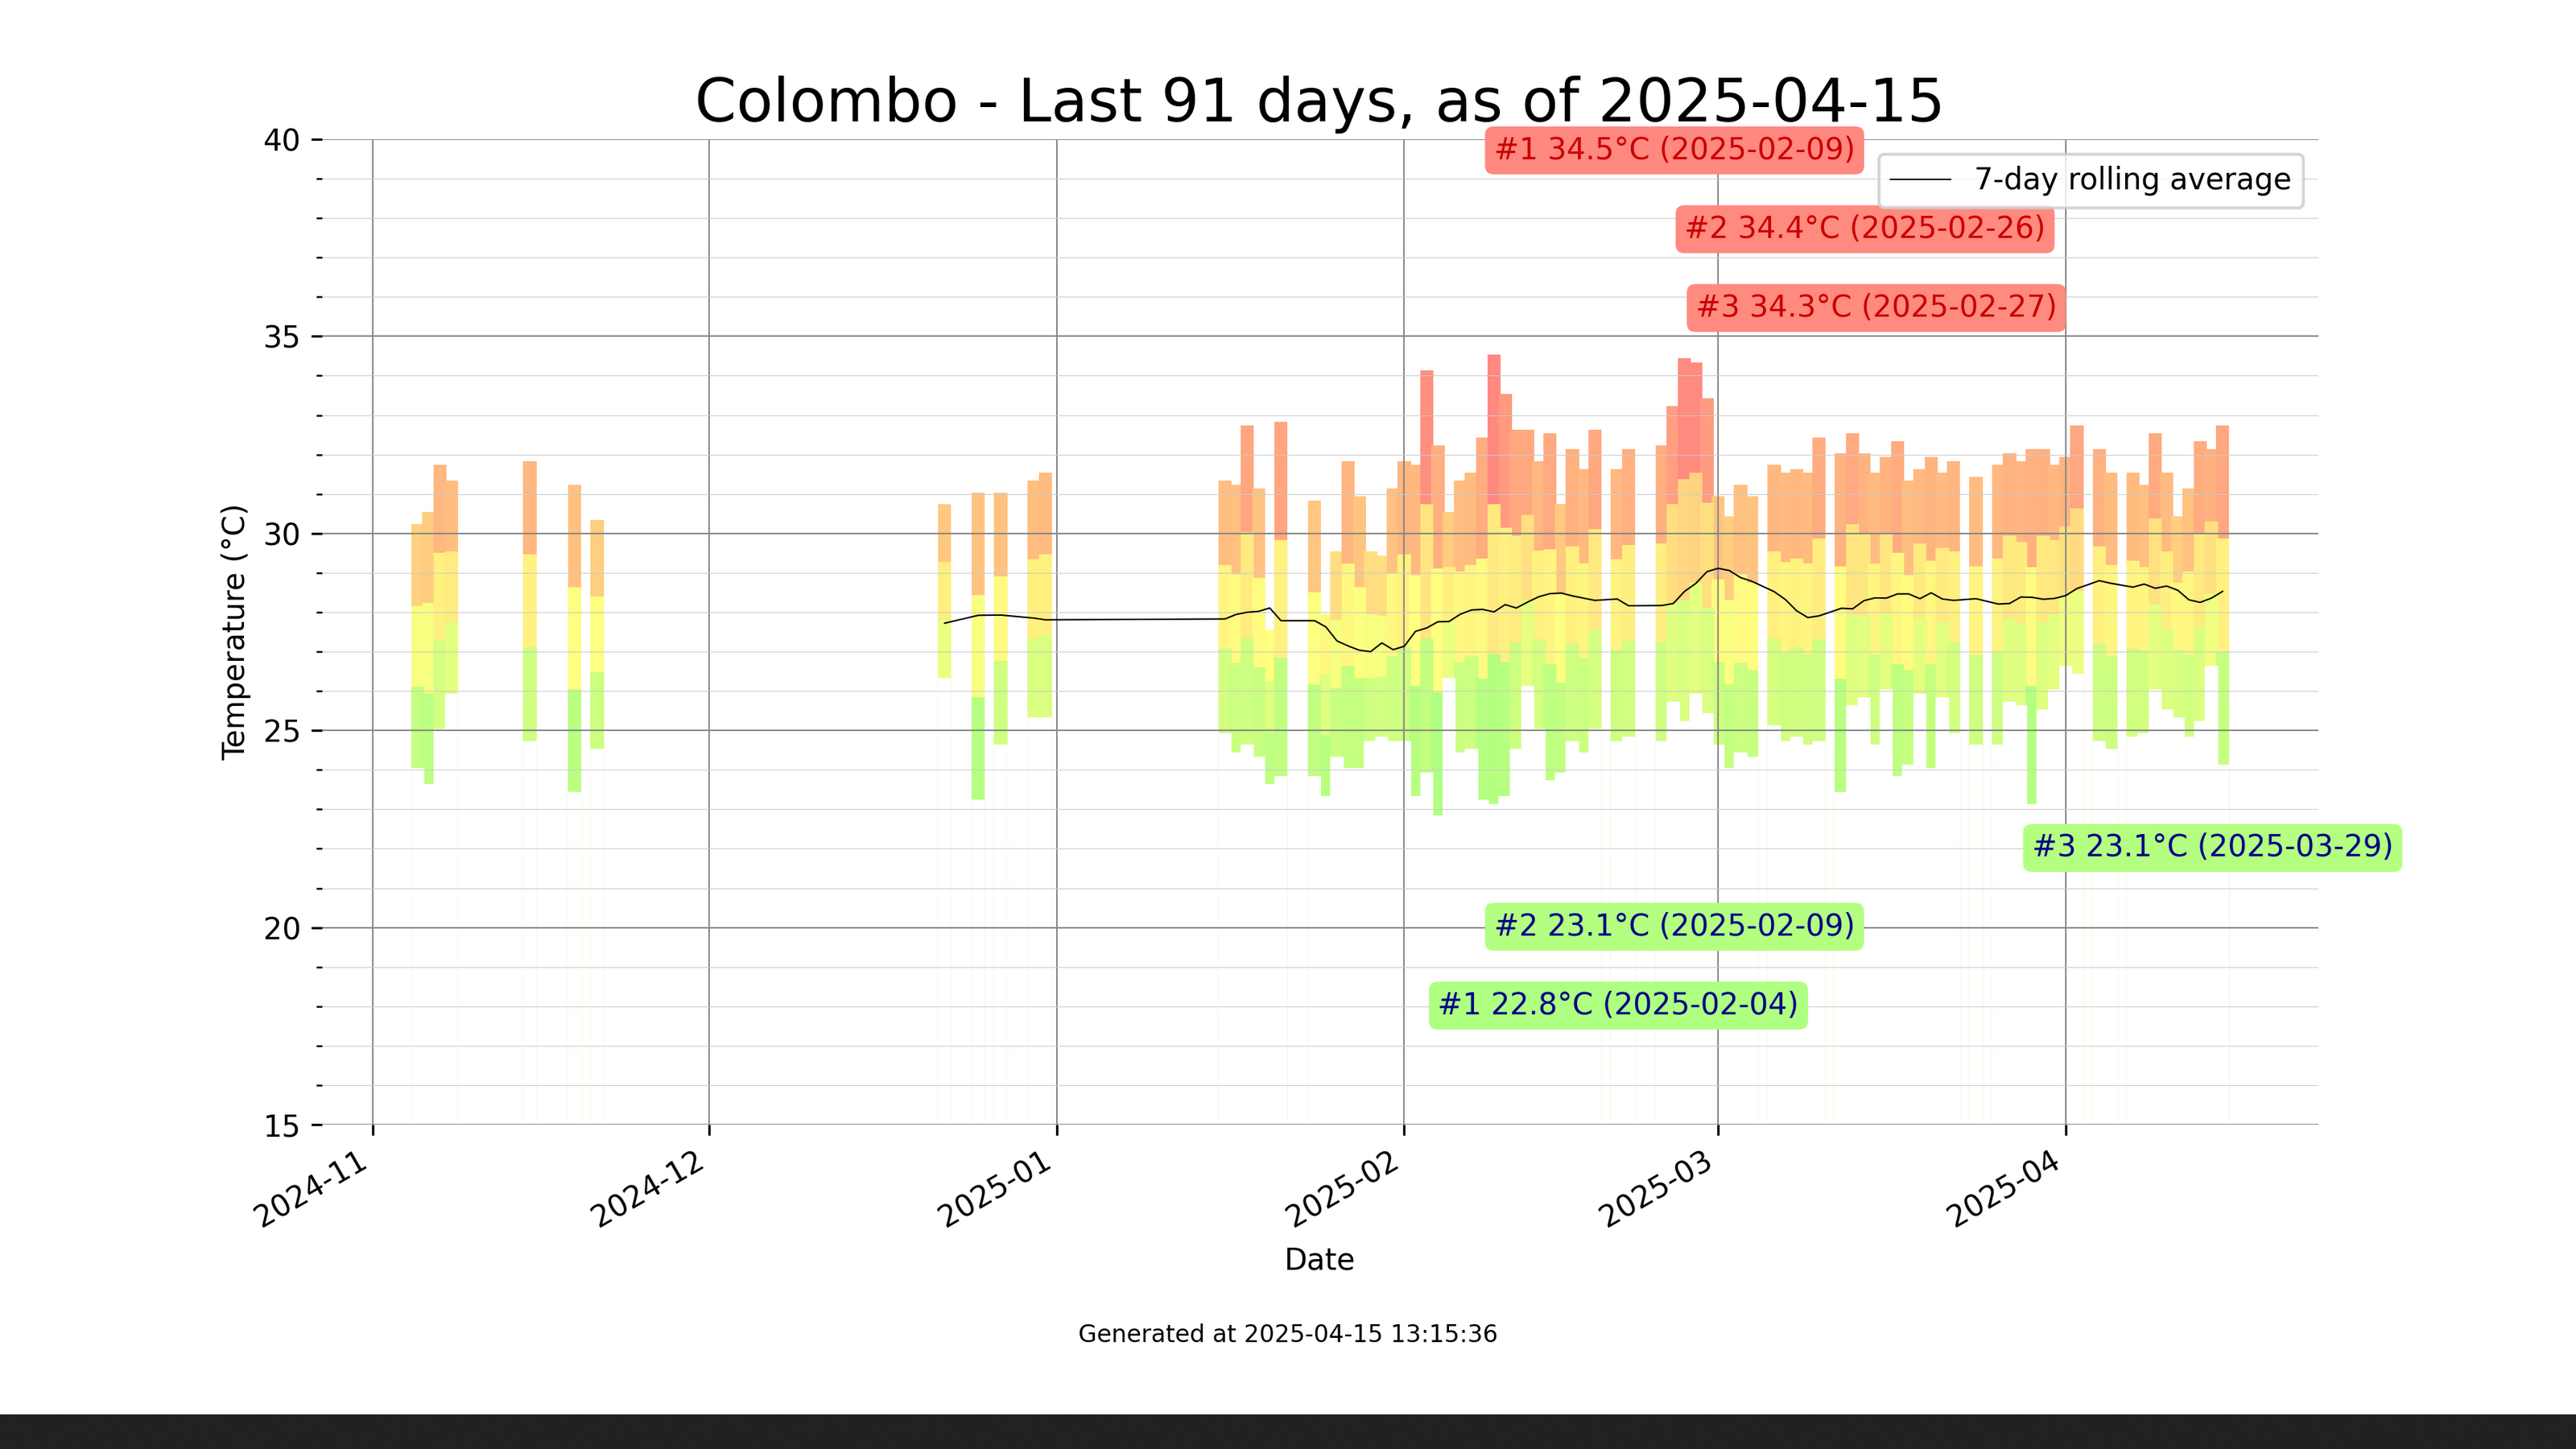 Colombo - Last 91 days, as of 2025-04-15
40
#1 34.5°C (2025-02-09)
7-day rolling average
#2 34.4°C (2025-02-26)
#3 34.3°C (2025-02-27)
35
30
Temperature (°C)
25
#3 23.1°C (2025-03-29)
20
#2 23.1°C (2025-02-09)
#1 22.8°C (2025-02-04)
15
2024-11
2024-12
2025-01
2025-02
2025-03
2025-04
Date
Generated at 2025-04-15 13:15:36